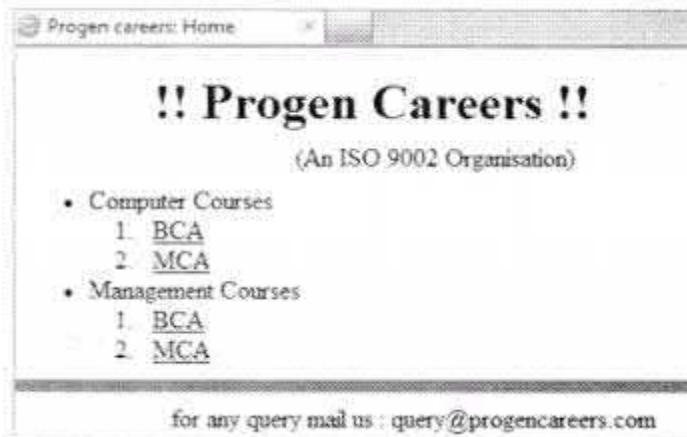 Progen careers: Home
!! Progen Careers !!
(An ISO 9002 Organisation)
• Computer Courses
1. BCA
2. MCA
• Management Courses
1. BCA
2. MCA
for any query mail us : query@progencareers.com